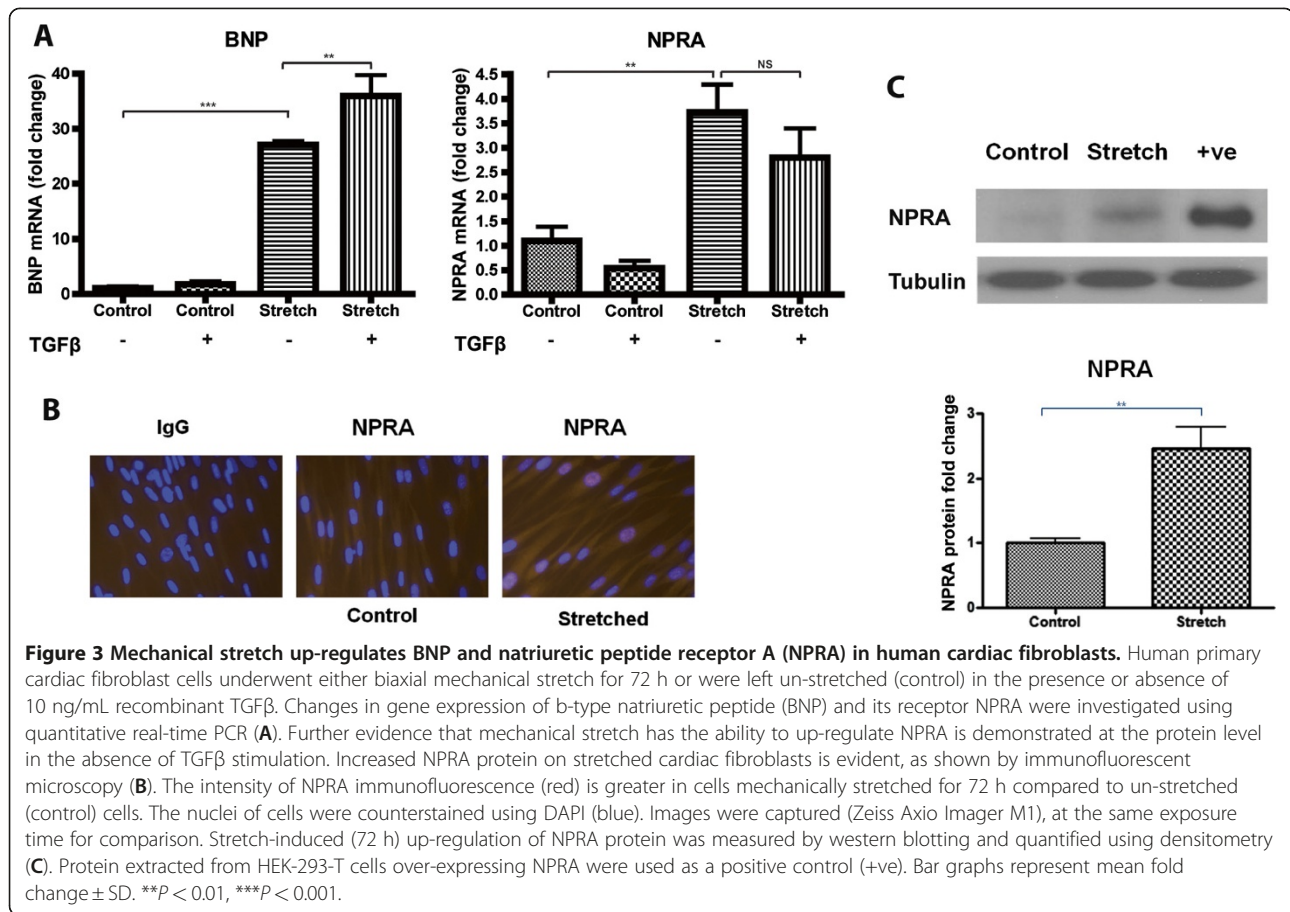 A
BNP
BNP mRNA (fold change)
40
30
20
10
0
***
**
Control Control Stretch Stretch
TGFβ - + - +
NPRA
NPRA mRNA (fold change)
4.5
4.0
3.5
3.0
2.5
2.0
1.5
1.0
0.5
0.0
**
NS
Control Control Stretch Stretch
TGFβ - + - +
B
IgG NPRA NPRA
Control Stretched
C
Control Stretch +ve
NPRA
Tubulin
NPRA
NPRA protein fold change
3
2
1
0
**
Control Stretch
Figure 3 Mechanical stretch up-regulates BNP and natriuretic peptide receptor A (NPRA) in human cardiac fibroblasts. Human primary
cardiac fibroblast cells underwent either biaxial mechanical stretch for 72 h or were left un-stretched (control) in the presence or absence of
10 ng/mL recombinant TGFβ. Changes in gene expression of b-type natriuretic peptide (BNP) and its receptor NPRA were investigated using
quantitative real-time PCR (A). Further evidence that mechanical stretch has the ability to up-regulate NPRA is demonstrated at the protein level
in the absence of TGFβ stimulation. Increased NPRA protein on stretched cardiac fibroblasts is evident, as shown by immunofluorescent
microscopy (B). The intensity of NPRA immunofluorescence (red) is greater in cells mechanically stretched for 72 h compared to un-stretched
(control) cells. The nuclei of cells were counterstained using DAPI (blue). Images were captured (Zeiss Axio Imager M1), at the same exposure
time for comparison. Stretch-induced (72 h) up-regulation of NPRA protein was measured by western blotting and quantified using densitometry
(C). Protein extracted from HEK-293-T cells over-expressing NPRA were used as a positive control (+ve). Bar graphs represent mean fold
change ± SD. **P < 0.01, ***P < 0.001.